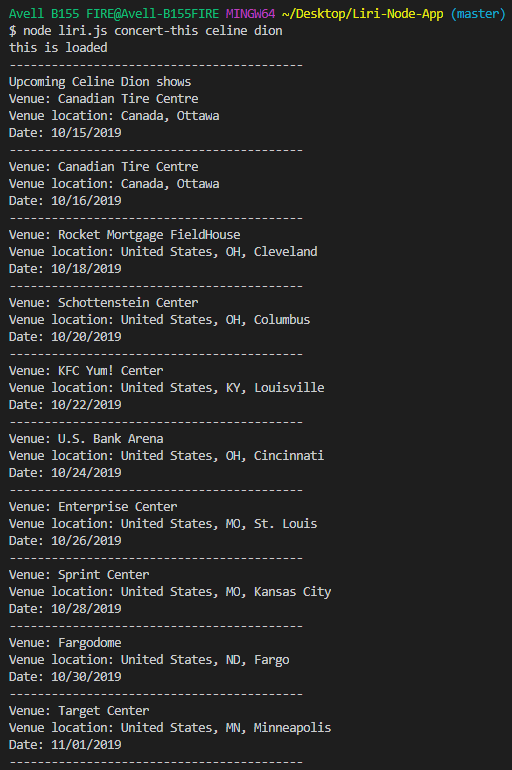 Avell B155 FIRE@Avell-B155FIRE MINGW64 ~/Desktop/Liri-Node-App (master)
$ node liri.js concert-this celine dion
this is loaded
------------------------------------------
Upcoming Celine Dion shows
Venue: Canadian Tire Centre
Venue location: Canada, Ottawa
Date: 10/15/2019
------------------------------------------
Venue: Canadian Tire Centre
Venue location: Canada, Ottawa
Date: 10/16/2019
------------------------------------------
Venue: Rocket Mortgage FieldHouse
Venue location: United States, OH, Cleveland
Date: 10/18/2019
------------------------------------------
Venue: Schottenstein Center
Venue location: United States, OH, Columbus
Date: 10/20/2019
------------------------------------------
Venue: KFC Yum! Center
Venue location: United States, KY, Louisville
Date: 10/22/2019
------------------------------------------
Venue: U.S. Bank Arena
Venue location: United States, OH, Cincinnati
Date: 10/24/2019
------------------------------------------
Venue: Enterprise Center
Venue location: United States, MO, St. Louis
Date: 10/26/2019
------------------------------------------
Venue: Sprint Center
Venue location: United States, MO, Kansas City
Date: 10/28/2019
------------------------------------------
Venue: Fargodome
Venue location: United States, ND, Fargo
Date: 10/30/2019
------------------------------------------
Venue: Target Center
Venue location: United States, MN, Minneapolis
Date: 11/01/2019
------------------------------------------